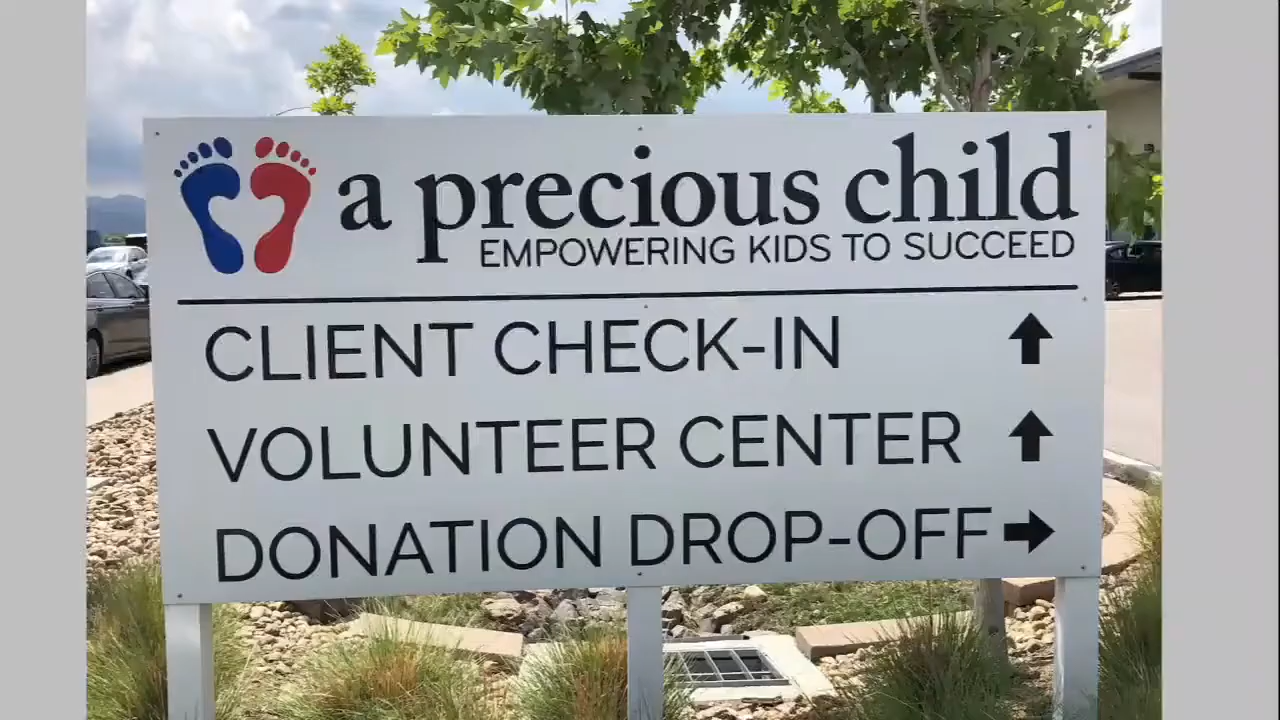 a precious child
EMPOWERING KIDS TO SUCCEED
CLIENT CHECK-IN
VOLUNTEER CENTER
DONATION DROP-OFF